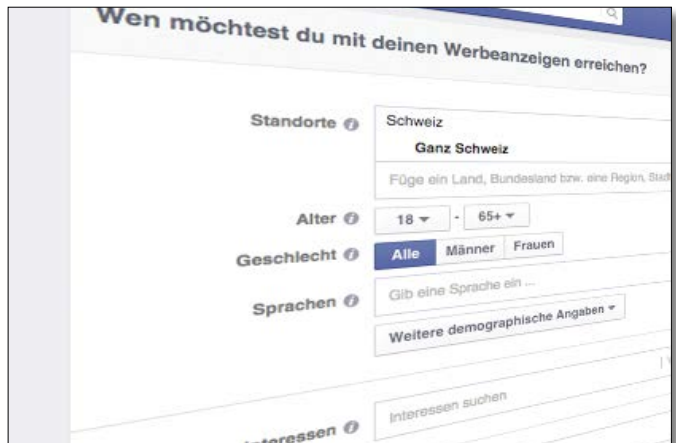 Wen möchtest du mit deinen Werbeanzeigen erreichen?
Standorte
Schweiz
Ganz Schweiz
Füge ein Land, Bundesland bzw. eine Region, Stadt
Alter 18 - 65+
Geschlecht Alle Männer Frauen
Sprachen Gib eine Sprache ein ...
Weitere demographische Angaben
Interessen Interessen suchen